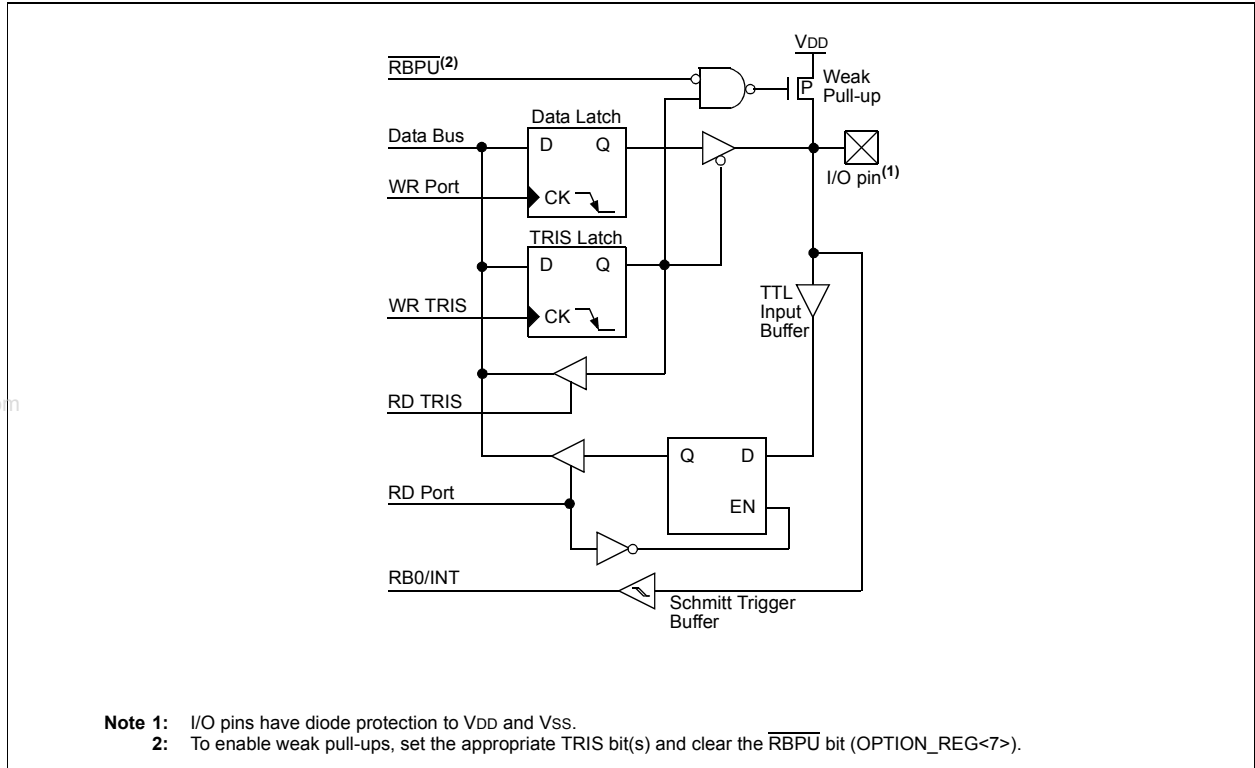 VDD
RBPU(2)
P
Weak
Pull-up
Data Latch
Data Bus
D Q
I/O pin(1)
WR Port
CK
TRIS Latch
D Q
TTL
Input
Buffer
WR TRIS
CK
RD TRIS
om
Q D
RD Port
EN
RB0/INT
Schmitt Trigger
Buffer
Note 1: I/O pins have diode protection to VDD and VSS.
2: To enable weak pull-ups, set the appropriate TRIS bit(s) and clear the RBPU bit (OPTION_REG<7>).